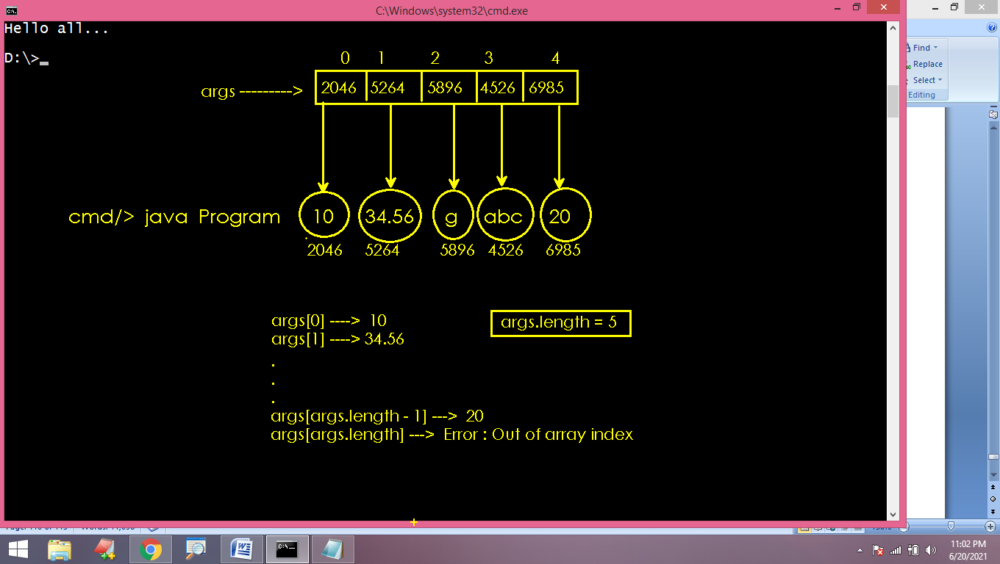 C:\Windows\system32\cmd.exe
Hello all...
D:\>_
0 1 2 3 4
args ---------> 2046 5264 5896 4526 6985
cmd/> java Program 10 34.56 g abc 20
2046 5264 5896 4526 6985
args[0] ----> 10
args[1] ----> 34.56
.
.
.
args[args.length - 1] ---> 20
args[args.length] ---> Error : Out of array index
args.length = 5
Find
Replace
Select
Editing
11:02 PM
6/20/2021